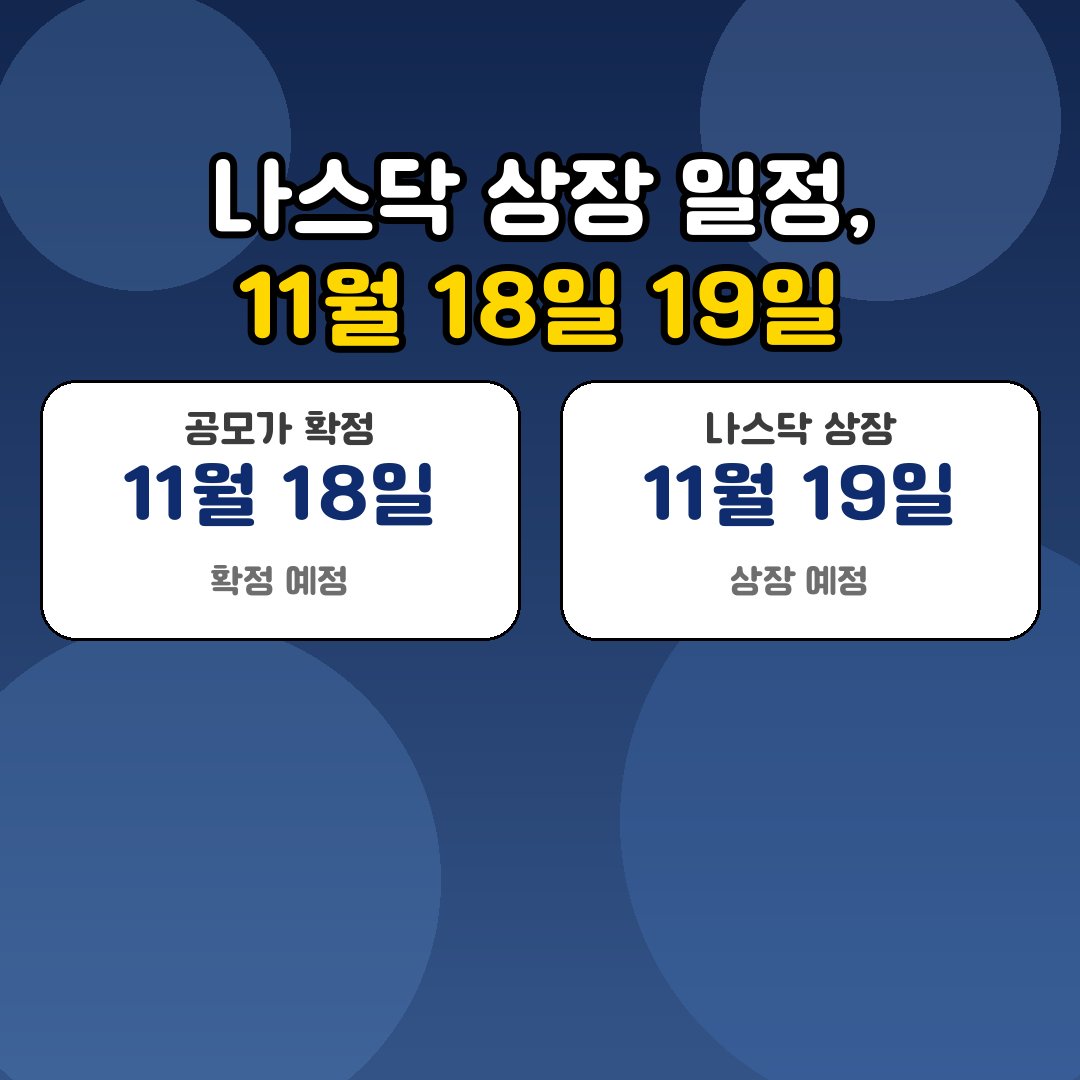 나스닥 상장 일정,
11월 18일 19일
공모가 확정
11월 18일
확정 예정
나스닥 상장
11월 19일
상장 예정